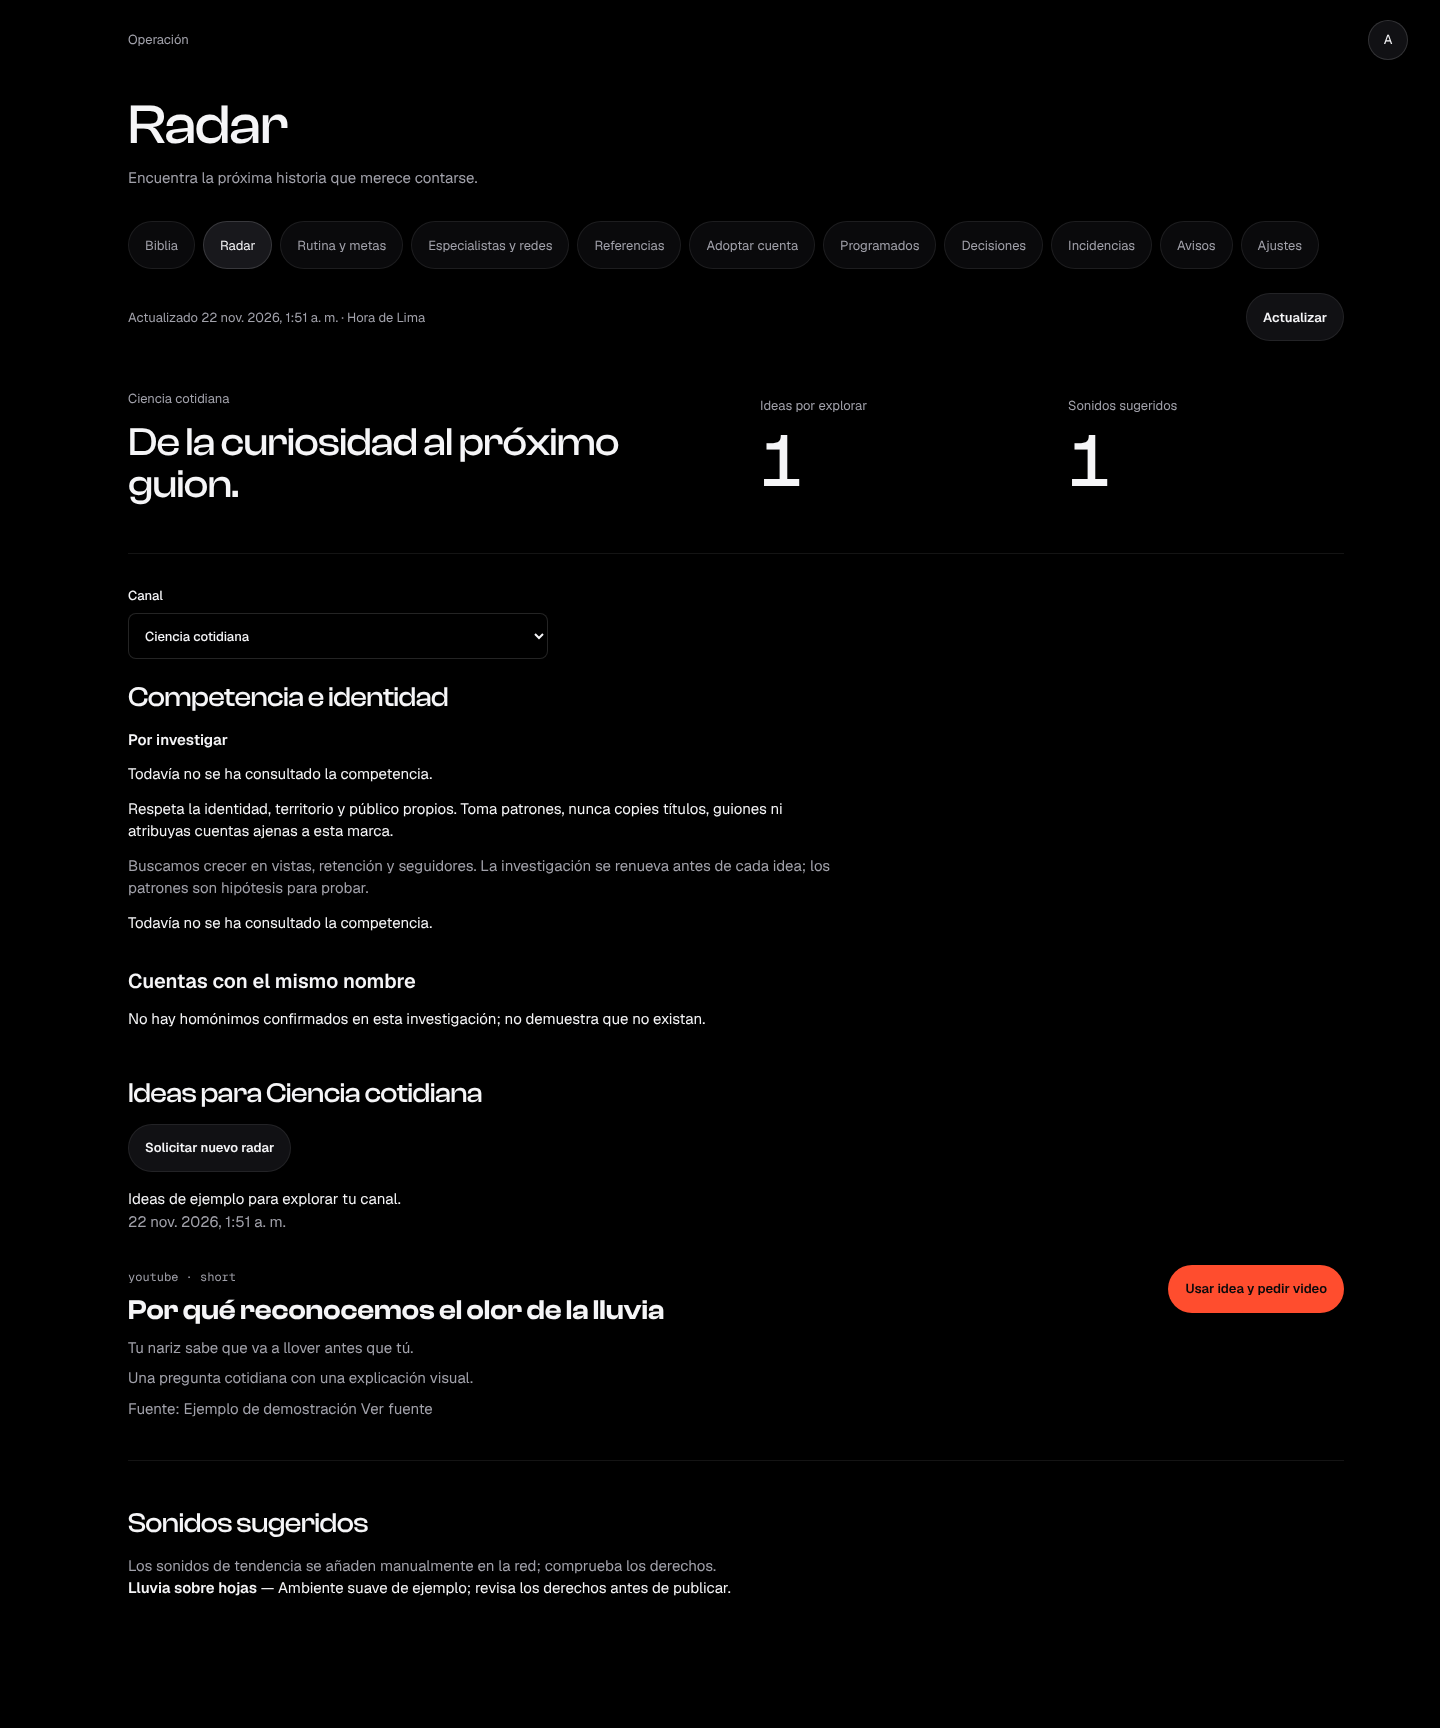 Operación
A
Radar
Encuentra la próxima historia que merece contarse.
Biblia
Radar
Rutina y metas
Especialistas y redes
Referencias
Adoptar cuenta
Programados
Decisiones
Incidencias
Avisos
Ajustes
Actualizado 22 nov. 2026, 1:51 a. m. · Hora de Lima
Actualizar
Ciencia cotidiana
De la curiosidad al próximo
guion.
Ideas por explorar
1
Sonidos sugeridos
1
Canal
Ciencia cotidiana
Competencia e identidad
Por investigar
Todavía no se ha consultado la competencia.
Respeta la identidad, territorio y público propios. Toma patrones, nunca copies títulos, guiones ni
atribuyas cuentas ajenas a esta marca.
Buscamos crecer en vistas, retención y seguidores. La investigación se renueva antes de cada idea; los
patrones son hipótesis para probar.
Todavía no se ha consultado la competencia.
Cuentas con el mismo nombre
No hay homónimos confirmados en esta investigación; no demuestra que no existan.
Ideas para Ciencia cotidiana
Solicitar nuevo radar
Ideas de ejemplo para explorar tu canal.
22 nov. 2026, 1:51 a. m.
youtube · short
Por qué reconocemos el olor de la lluvia
Usar idea y pedir video
Tu nariz sabe que va a llover antes que tú.
Una pregunta cotidiana con una explicación visual.
Fuente: Ejemplo de demostración Ver fuente
Sonidos sugeridos
Los sonidos de tendencia se añaden manualmente en la red; comprueba los derechos.
Lluvia sobre hojas — Ambiente suave de ejemplo; revisa los derechos antes de publicar.